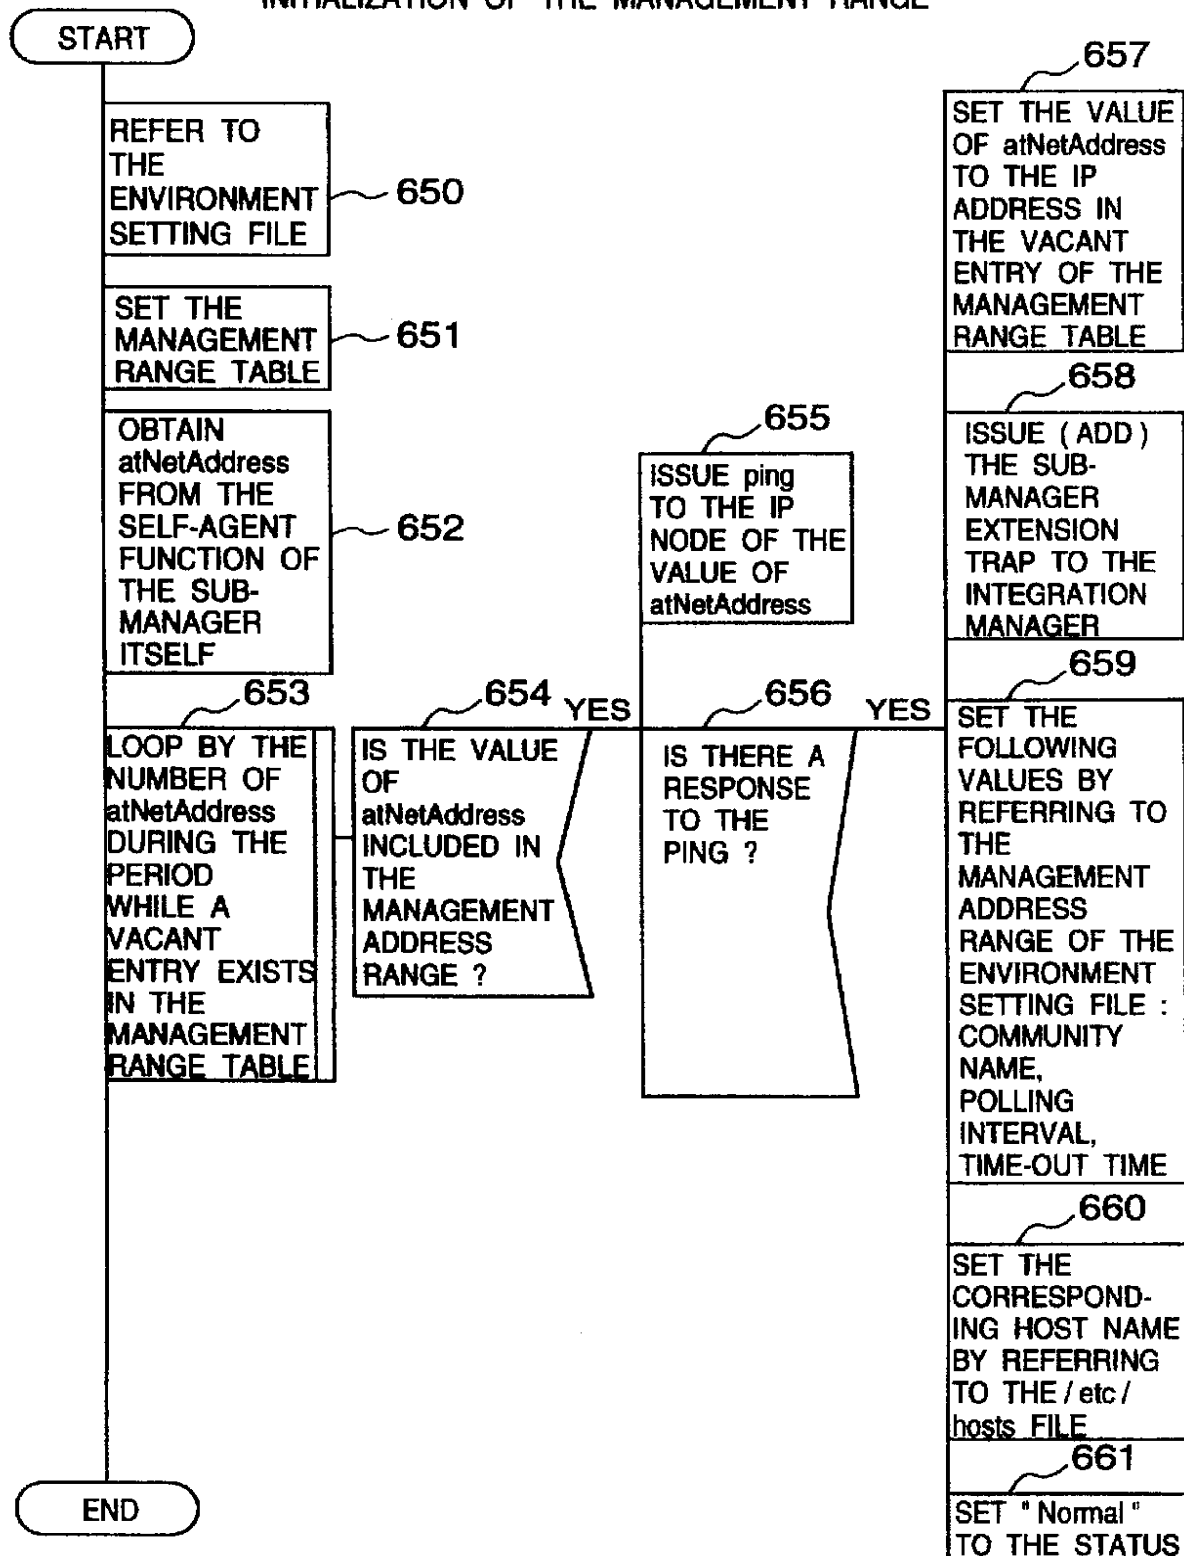 INITIALIZATION OF THE MANAGEMENT RANGE
START
REFER TO
THE
ENVIRONMENT
SETTING FILE
650
SET THE
MANAGEMENT
RANGE TABLE
651
OBTAIN
atNetAddress
FROM THE
SELF-AGENT
FUNCTION OF
THE SUB-
MANAGER
ITSELF
652
653
LOOP BY THE
NUMBER OF
atNetAddress
DURING THE
PERIOD
WHILE A
VACANT
ENTRY EXISTS
IN THE
MANAGEMENT
RANGE TABLE
654
YES
IS THE VALUE
OF
atNetAddress
INCLUDED IN
THE
MANAGEMENT
ADDRESS
RANGE ?
655
ISSUE ping
TO THE IP
NODE OF THE
VALUE OF
atNetAddress
656
YES
IS THERE A
RESPONSE
TO THE
PING ?
657
SET THE VALUE
OF atNetAddress
TO THE IP
ADDRESS IN
THE VACANT
ENTRY OF THE
MANAGEMENT
RANGE TABLE
658
ISSUE ( ADD )
THE SUB-
MANAGER
EXTENSION
TRAP TO THE
INTEGRATION
MANAGER
659
SET THE
FOLLOWING
VALUES BY
REFERRING TO
THE
MANAGEMENT
ADDRESS
RANGE OF THE
ENVIRONMENT
SETTING FILE :
COMMUNITY
NAME,
POLLING
INTERVAL,
TIME-OUT TIME
660
SET THE
CORRESPOND-
ING HOST NAME
BY REFERRING
TO THE / etc /
hosts FILE
661
SET " Normal "
TO THE STATUS
END